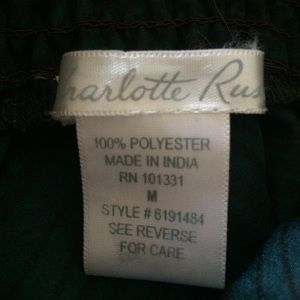 harlotte Rus
100% POLYESTER
MADE IN INDIA
RN 101331
M
STYLE # 6191484
SEE REVERSE
FOR CARE